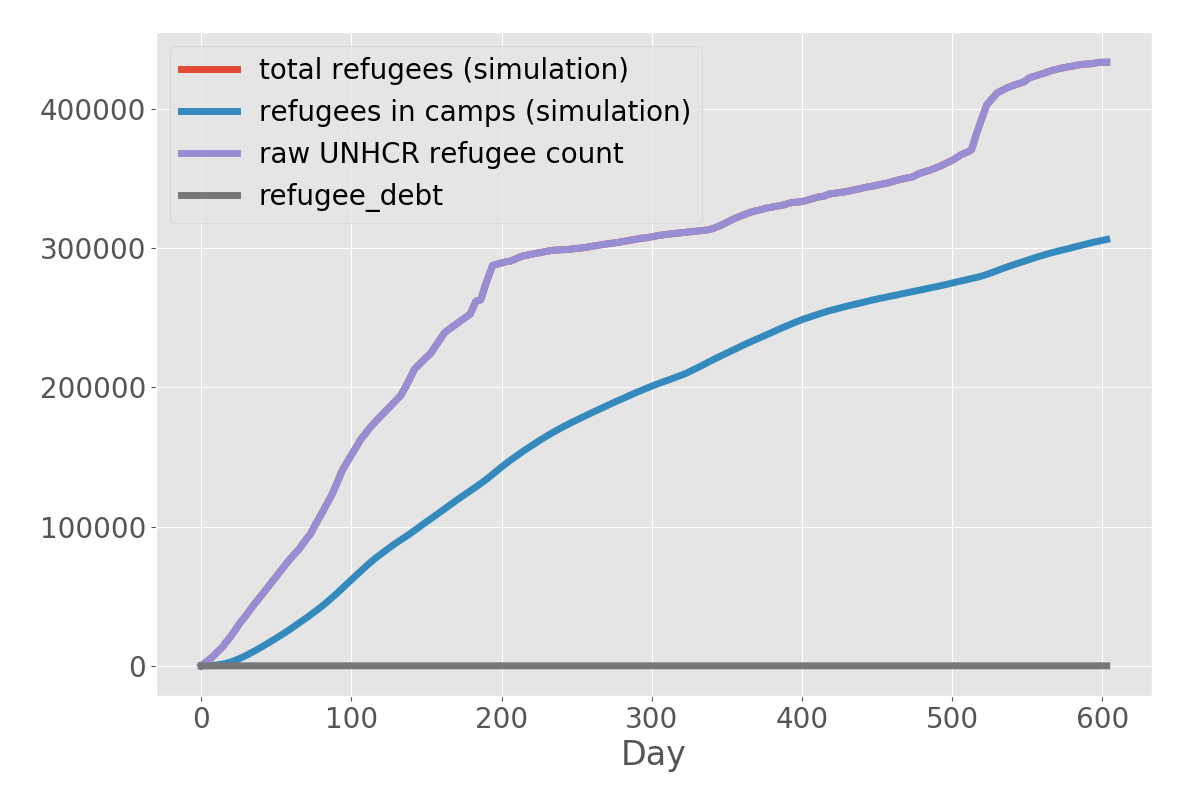 total refugees (simulation)
refugees in camps (simulation)
raw UNHCR refugee count
refugee_debt
400000
300000
200000
100000
0
0 100 200 300 400 500 600
Day